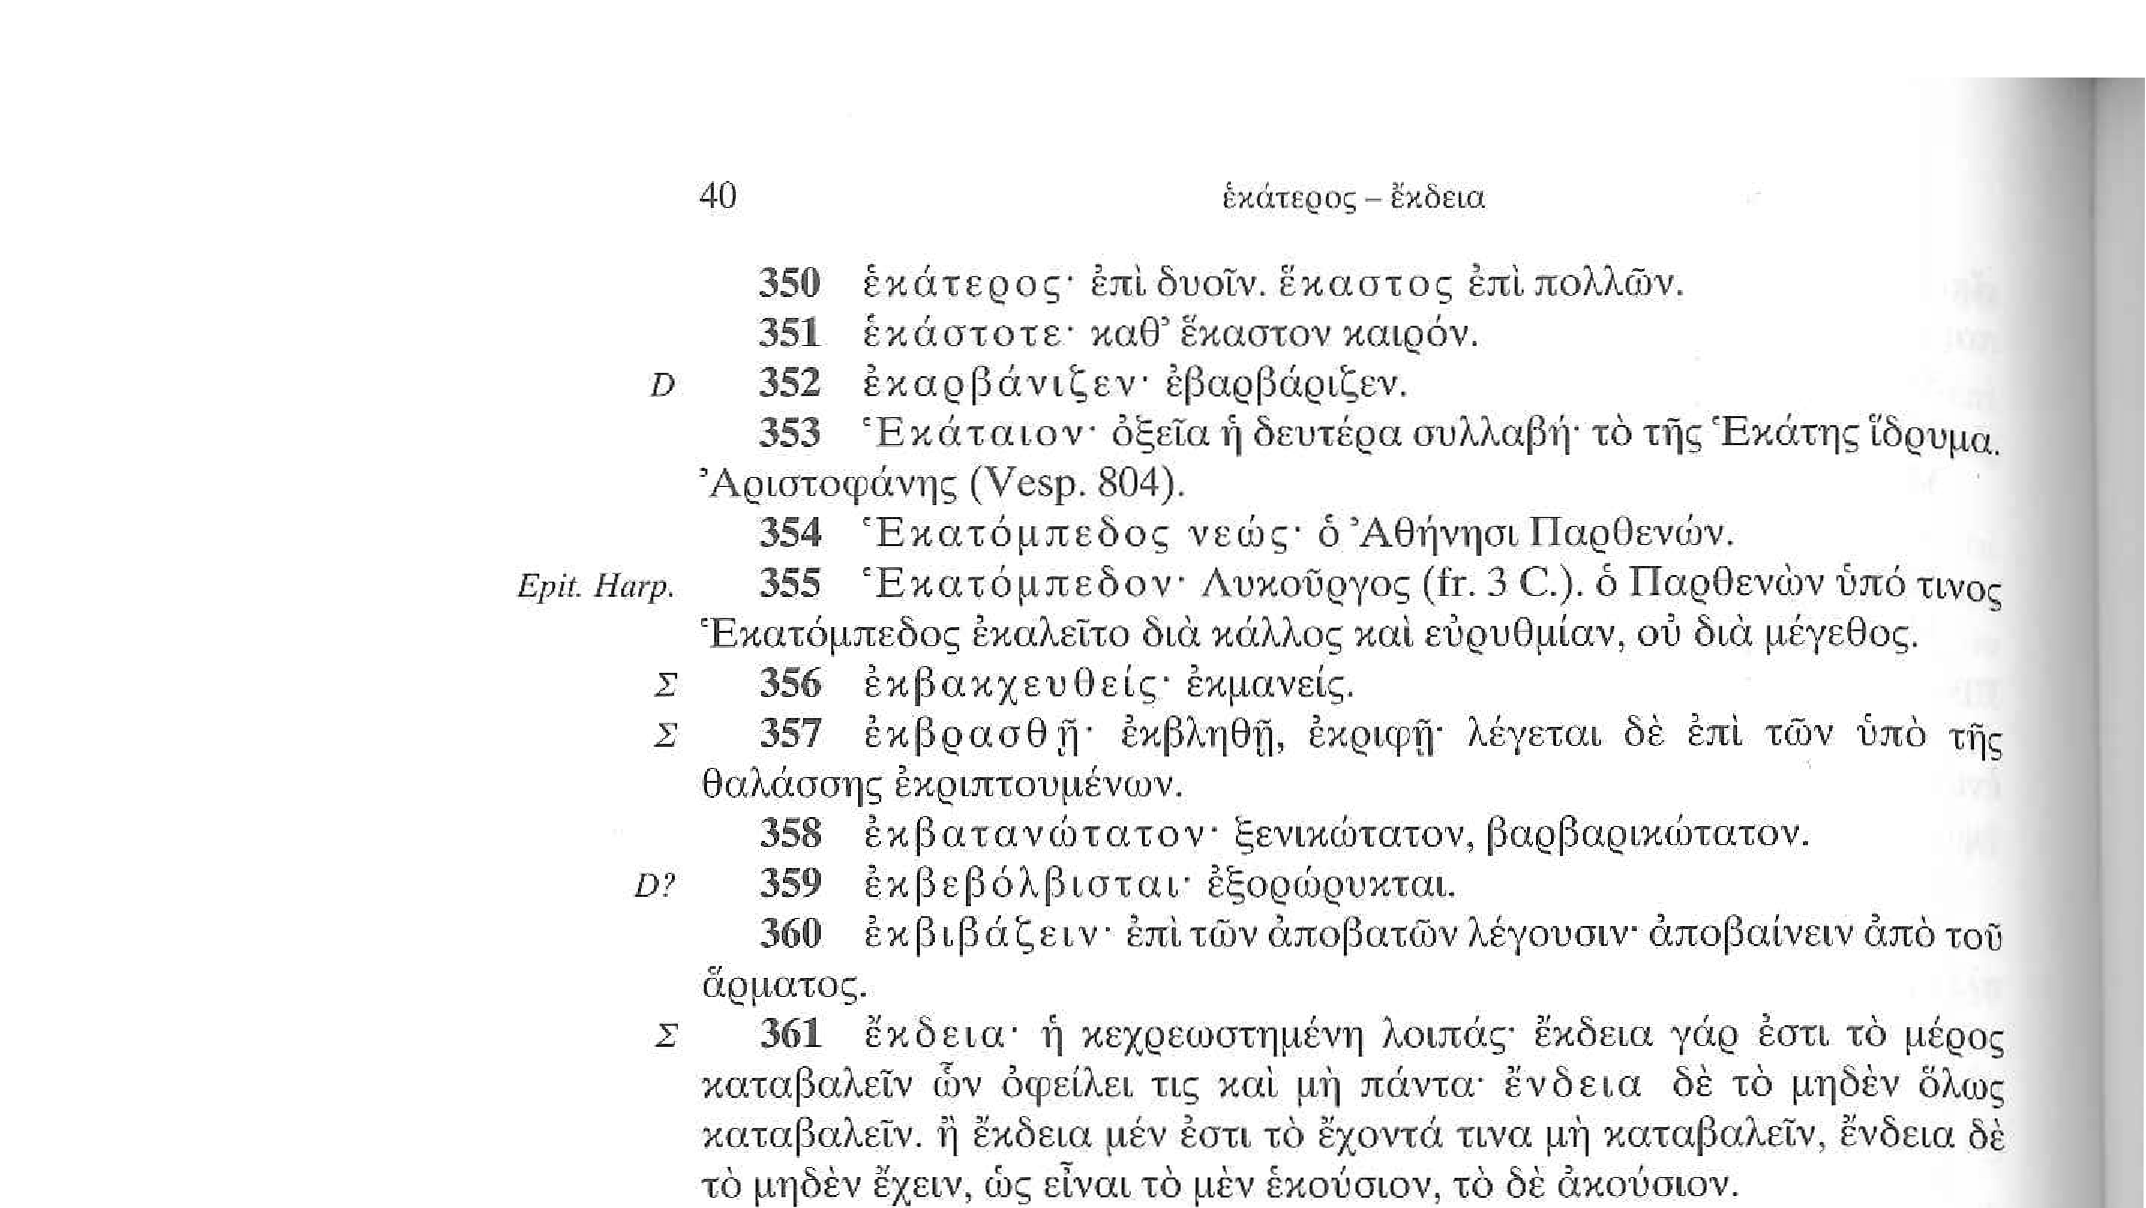 40 ἑκάτερος – ἔκδεια
350 ἑκάτερος· ἐπὶ δυοῖν. ἕκαστος ἐπὶ πολλῶν.
351 ἑκάστοτε· καθ’ ἕκαστον καιρόν.
D 352 ἐκαρβάνιζεν· ἐβαρβάριζεν.
353 Ἑκάταιον· ὀξεῖα ἡ δευτέρα συλλαβή· τὸ τῆς Ἑκάτης ἵδρυμα.
Ἀριστοφάνης (Vesp. 804).
354 Ἑκατόμπεδος νεώς· ὁ Ἀθήνησι Παρθενών.
Epit. Harp. 355 Ἑκατόμπεδον· Λυκοῦργος (fr. 3 C.). ὁ Παρθενὼν ὑπό τινος
Ἑκατόμπεδος ἐκαλεῖτο διὰ κάλλος καὶ εὐρυθμίαν, οὐ διὰ μέγεθος.
Σ 356 ἐκβακχευθείς· ἐκμανείς.
Σ 357 ἐκβρασθῇ· ἐκβληθῇ, ἐκριφῇ· λέγεται δὲ ἐπὶ τῶν ὑπὸ τῆς
θαλάσσης ἐκριπτουμένων.
358 ἐκβατανώτατον· ξενικώτατον, βαρβαρικώτατον.
D? 359 ἐκβεβόλβισται· ἐξορώρυκται.
360 ἐκβιβάζειν· ἐπὶ τῶν ἀποβατῶν λέγουσιν· ἀποβαίνειν ἀπὸ τοῦ
ἅρματος.
Σ 361 ἔκδεια· ἡ κεχρεωστημένη λοιπάς· ἔκδεια γάρ ἐστι τὸ μέρος
καταβαλεῖν ὧν ὀφείλει τις καὶ μὴ πάντα· ἔνδεια δὲ τὸ μηδὲν ὅλως
καταβαλεῖν. ἢ ἔκδεια μέν ἐστι τὸ ἔχοντά τινα μὴ καταβαλεῖν, ἔνδεια δὲ
τὸ μηδὲν ἔχειν, ὡς εἶναι τὸ μὲν ἑκούσιον, τὸ δὲ ἀκούσιον.